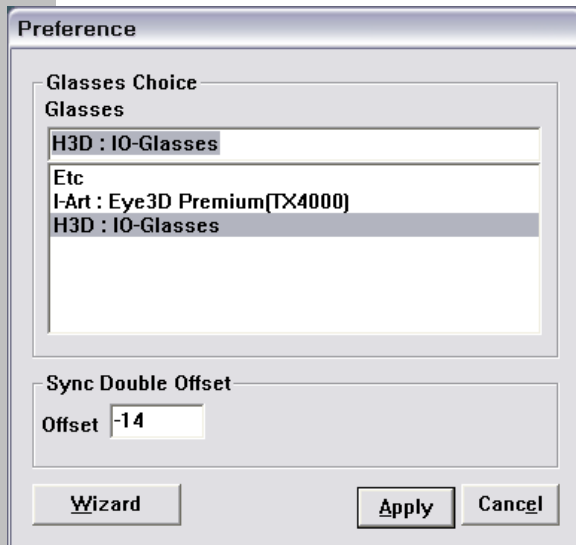 Preference
Glasses Choice
Glasses
H3D : IO-Glasses
Etc
I-Art : Eye3D Premium(TX4000)
H3D : IO-Glasses
Sync Double Offset
Offset -14
Wizard Apply Cancel